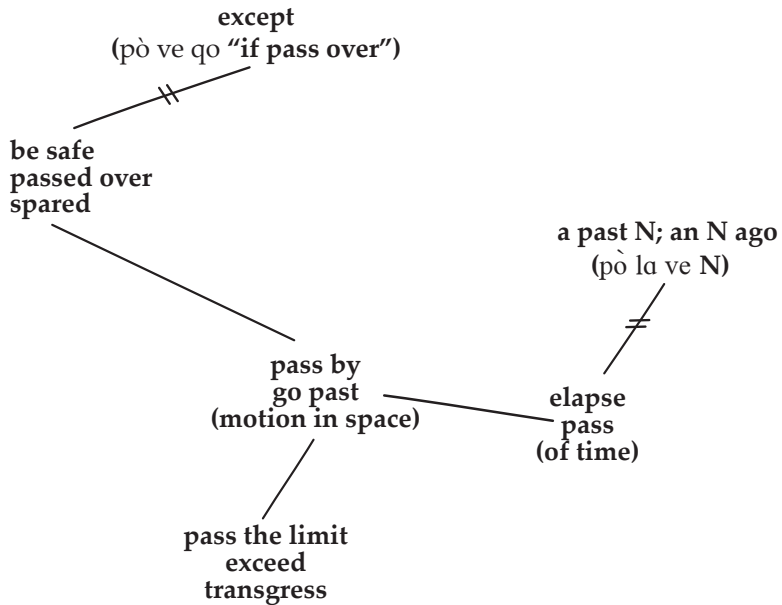 except
(pò ve qo “if pass over”)
be safe
passed over
spared
a past N; an N ago
(pò lɑ ve N)
pass by
go past
(motion in space)
elapse
pass
(of time)
pass the limit
exceed
transgress